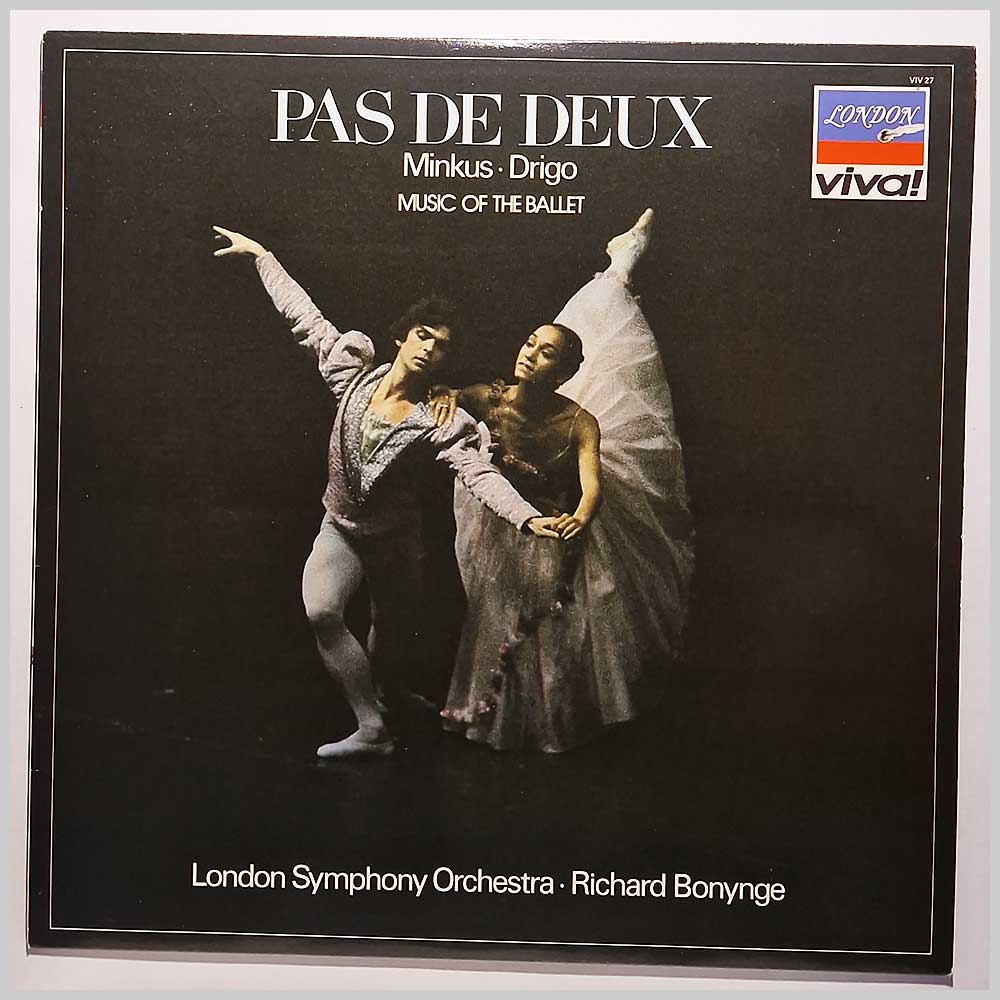 VIV 27
PAS DE DEUX
LONDON
Minkus · Drigo
viva!
MUSIC OF THE BALLET
London Symphony Orchestra · Richard Bonynge